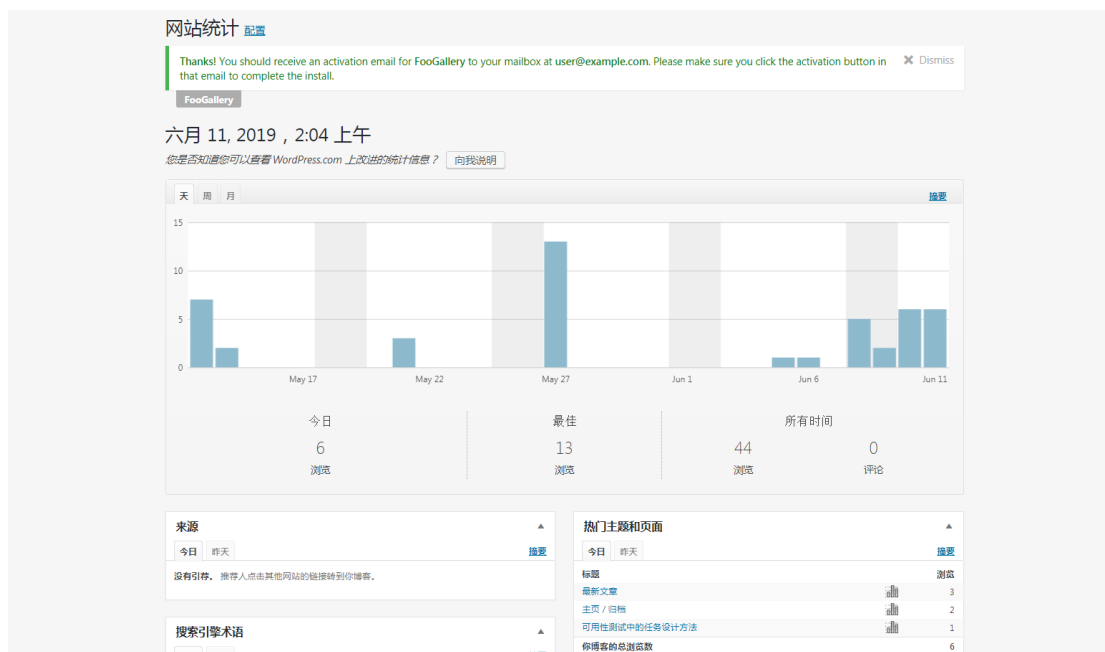 网站统计 配置
Thanks! You should receive an activation email for FooGallery to your mailbox at user@example.com. Please make sure you click the activation button in
that email to complete the install.
Dismiss
FooGallery
六月 11, 2019，2:04 上午
您是否知道您可以查看 WordPress.com 上改进的统计信息？ 向我说明
天 周 月 摘要
15
10
5
0
May 17 May 22 May 27 Jun 1 Jun 6 Jun 11
今日 最佳 所有时间
6 13 44 0
浏览 浏览 浏览 评论
来源
今日 昨天 摘要
没有引荐。 推荐人点击其他网站的链接转到你博客。
搜索引擎术语
热门主题和页面
今日 昨天 摘要
标题 浏览
最新文章 3
主页 / 归档 2
可用性测试中的任务设计方法 1
你博客的总浏览数 6